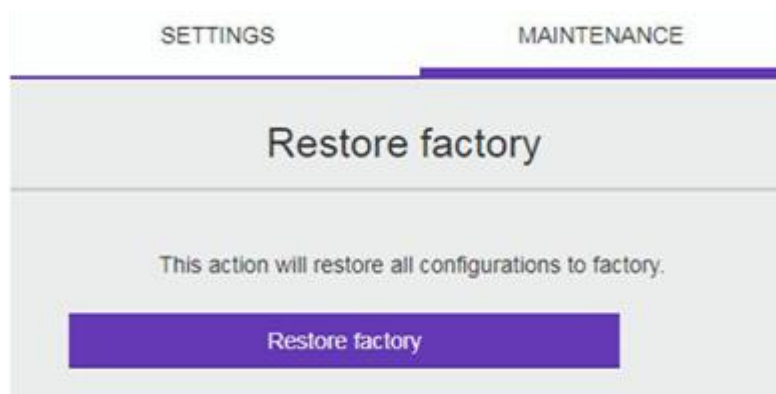 SETTINGS MAINTENANCE
Restore factory
This action will restore all configurations to factory.
Restore factory